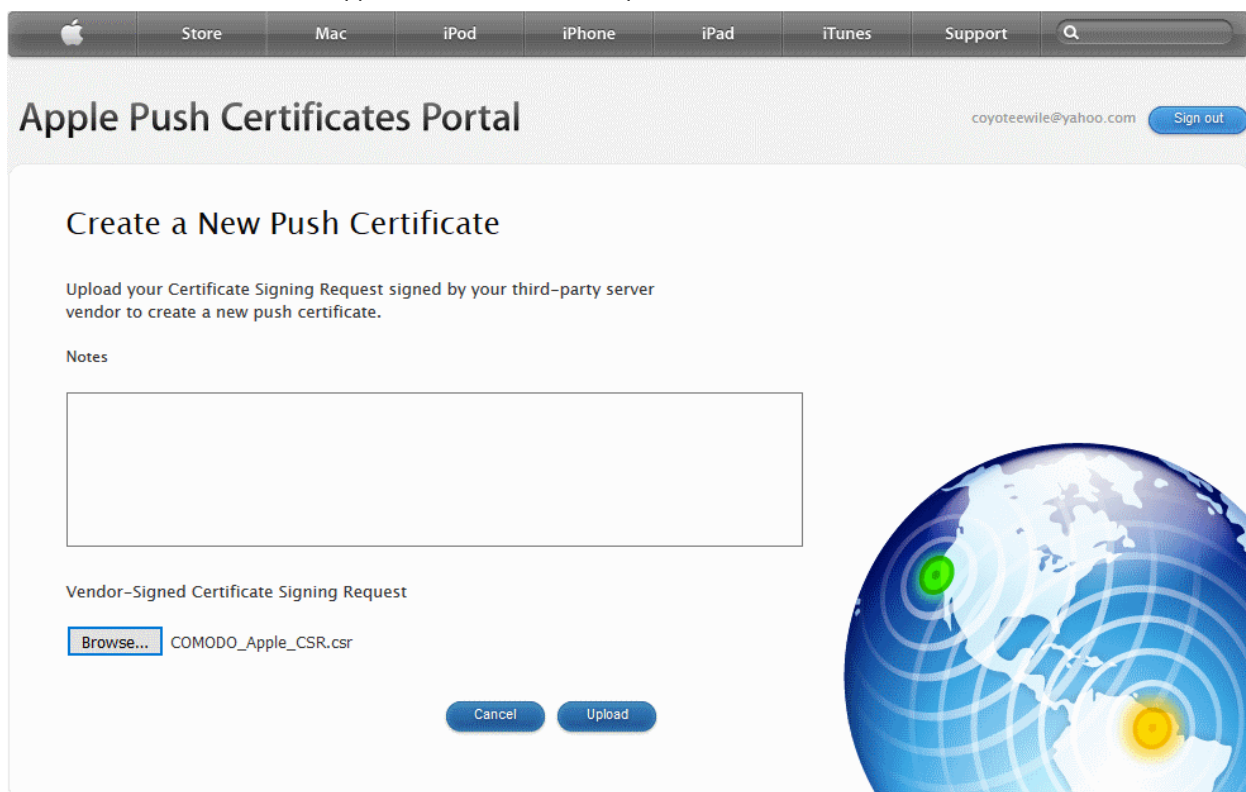 Store Mac iPod iPhone iPad iTunes Support
Apple Push Certificates Portal
coyoteewile@yahoo.com Sign out
Create a New Push Certificate
Upload your Certificate Signing Request signed by your third-party server
vendor to create a new push certificate.
Notes
Vendor-Signed Certificate Signing Request
Browse... COMODO_Apple_CSR.csr
Cancel Upload